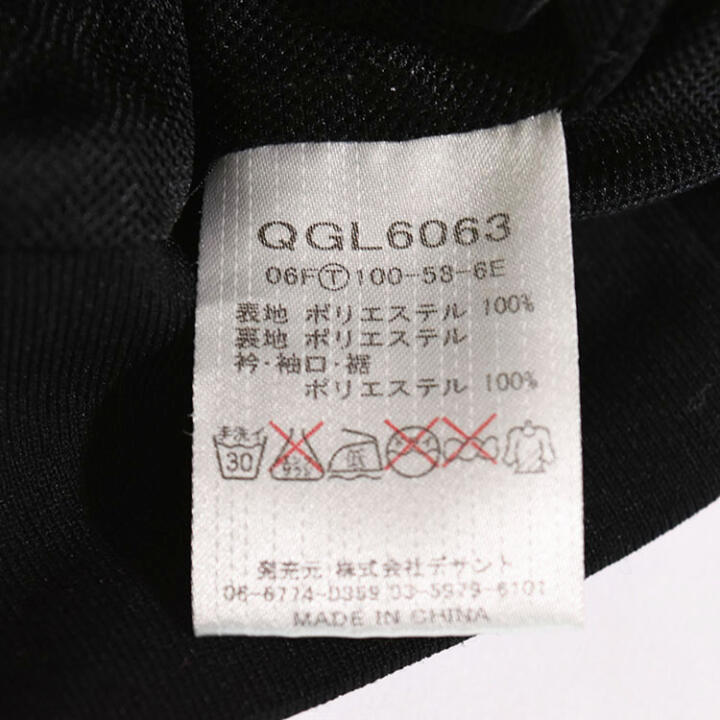 QGL6063
06FⓉ100-58-6E
表地 ポリエステル 100%
裏地 ポリエステル
衿・袖口・裾
ポリエステル 100%
手洗イ
30
低
発売元 株式会社デサント
06-6774-0359 03-5979-6101
MADE IN CHINA